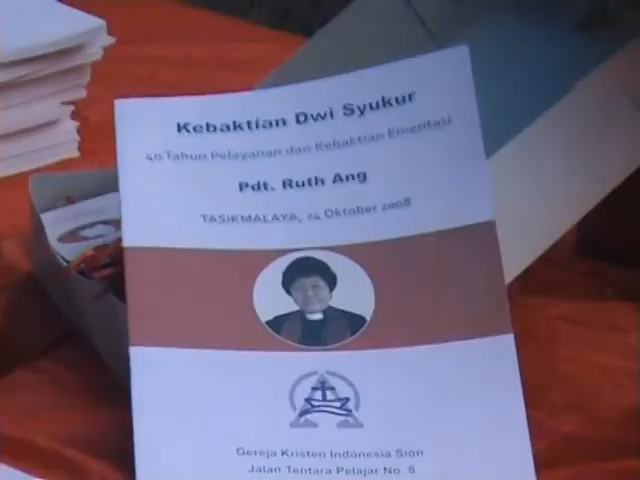 Kebaktian Dwi Syukur
40 Tahun Pelayanan dan Kebaktian Emeritasi
Pdt. Ruth Ang
TASIKMALAYA, 24 Oktober 2008
Gereja Kristen Indonesia Sion
Jalan Tentara Pelajar No 8